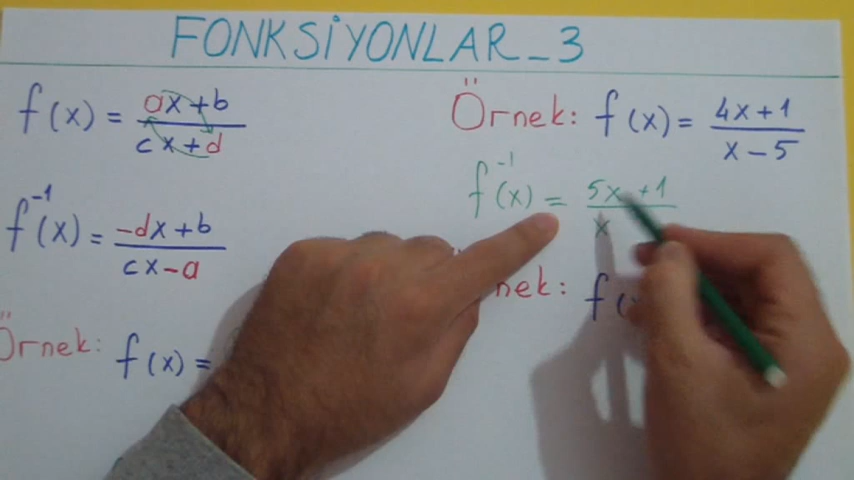 FONKSİYONLAR_3
f(x) = ax+b / cx+d
f⁻¹(x) = -dx+b / cx-a
Örnek: f(x) =
Örnek: f(x) = 4x+1 / x-5
f⁻¹(x) = 5x+1 / x
nek: f(